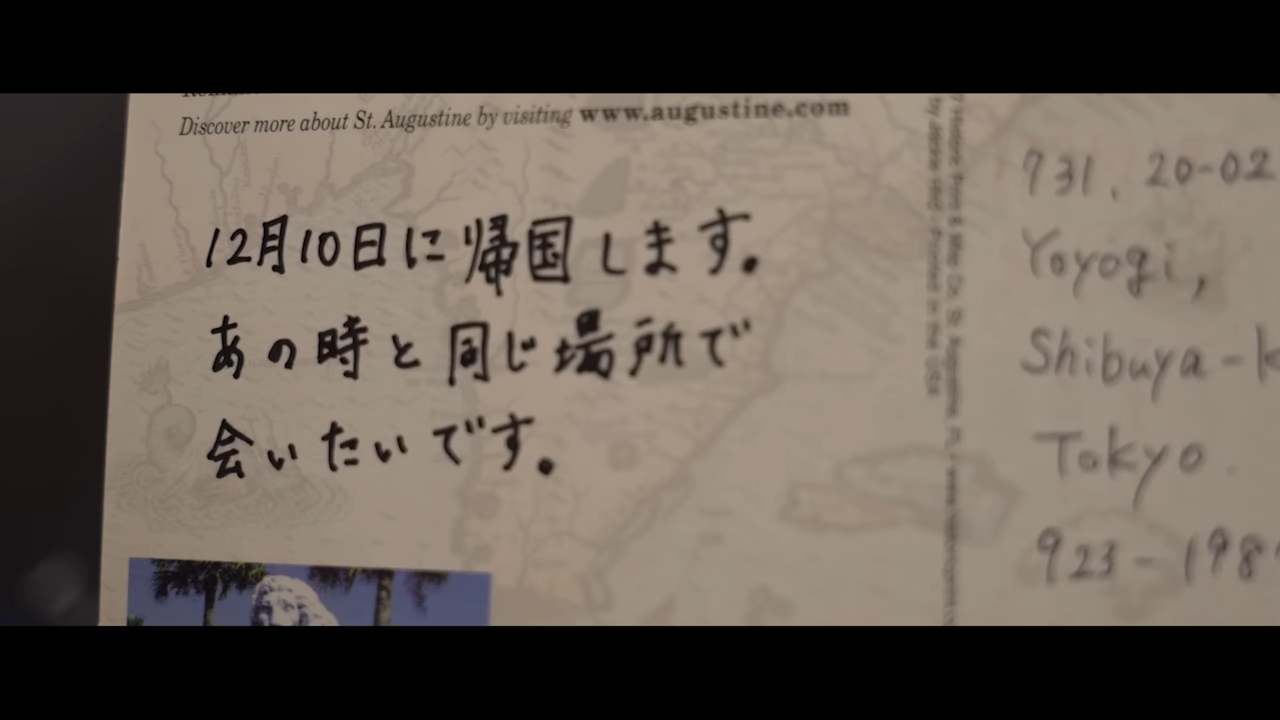 Discover more about St. Augustine by visiting www.augustine.com
12月10日に帰国します。
あの時と同じ場所で
会いたいです。
731. 20-02
Yoyogi,
Shibuya-k
Tokyo.
923-198